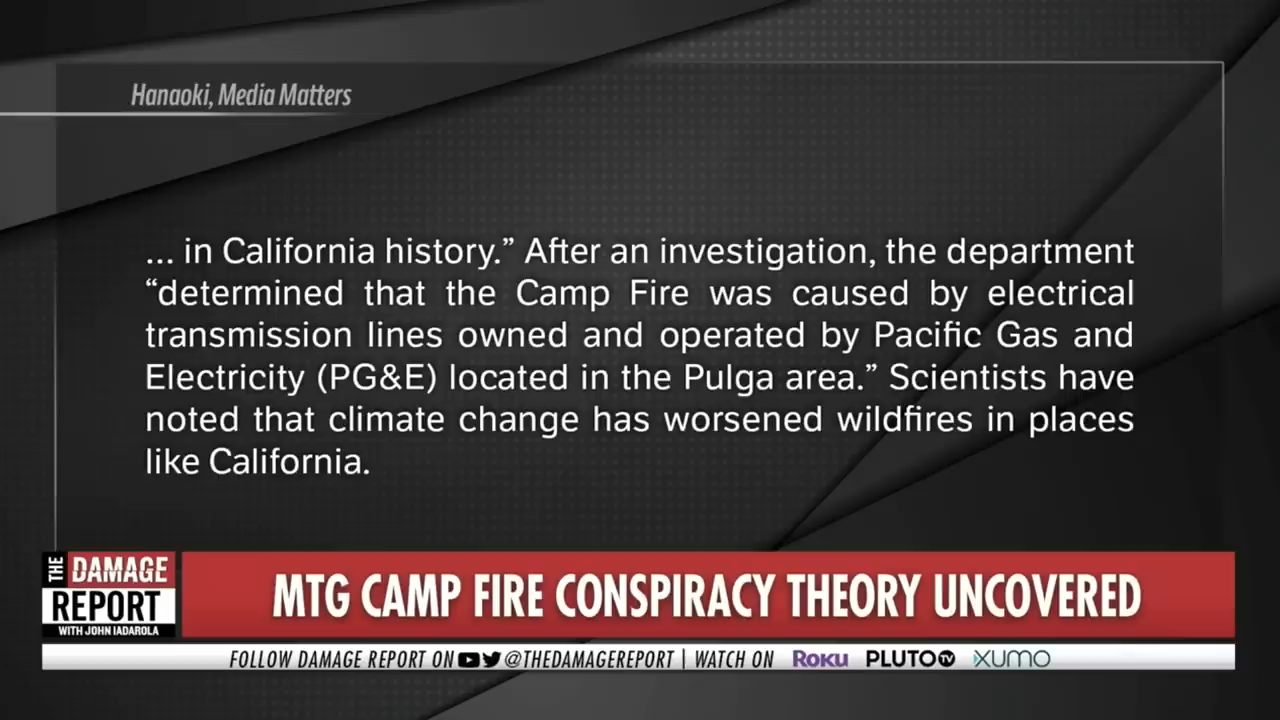 Hanaoki, Media Matters
... in California history.” After an investigation, the department
“determined that the Camp Fire was caused by electrical
transmission lines owned and operated by Pacific Gas and
Electricity (PG&E) located in the Pulga area.” Scientists have
noted that climate change has worsened wildfires in places
like California.
THE DAMAGE
REPORT
WITH JOHN IADAROLA
MTG CAMP FIRE CONSPIRACY THEORY UNCOVERED
FOLLOW DAMAGE REPORT ON @THEDAMAGEREPORT | WATCH ON Roku PLUTO TV XUMO